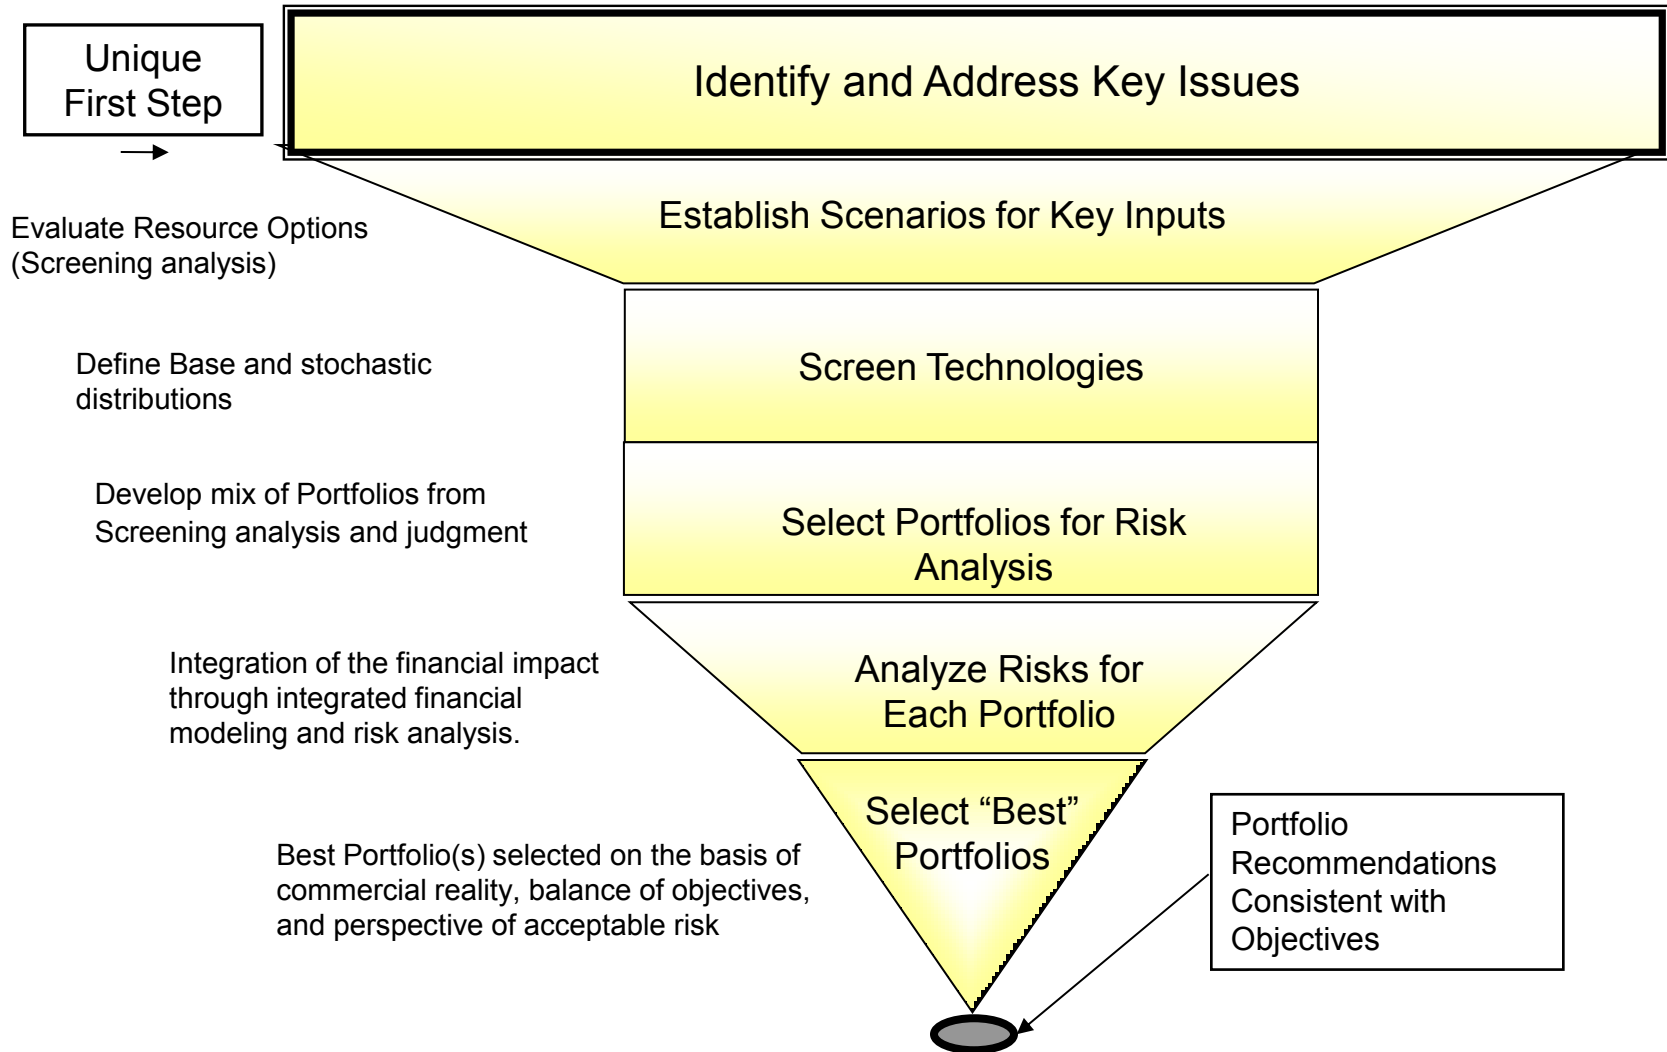 Unique
First Step
Identify and Address Key Issues
Establish Scenarios for Key Inputs
Evaluate Resource Options
(Screening analysis)
Screen Technologies
Define Base and stochastic
distributions
Develop mix of Portfolios from
Screening analysis and judgment
Select Portfolios for Risk
Analysis
Integration of the financial impact
through integrated financial
modeling and risk analysis.
Analyze Risks for
Each Portfolio
Select “Best”
Portfolios
Best Portfolio(s) selected on the basis of
commercial reality, balance of objectives,
and perspective of acceptable risk
Portfolio
Recommendations
Consistent with
Objectives